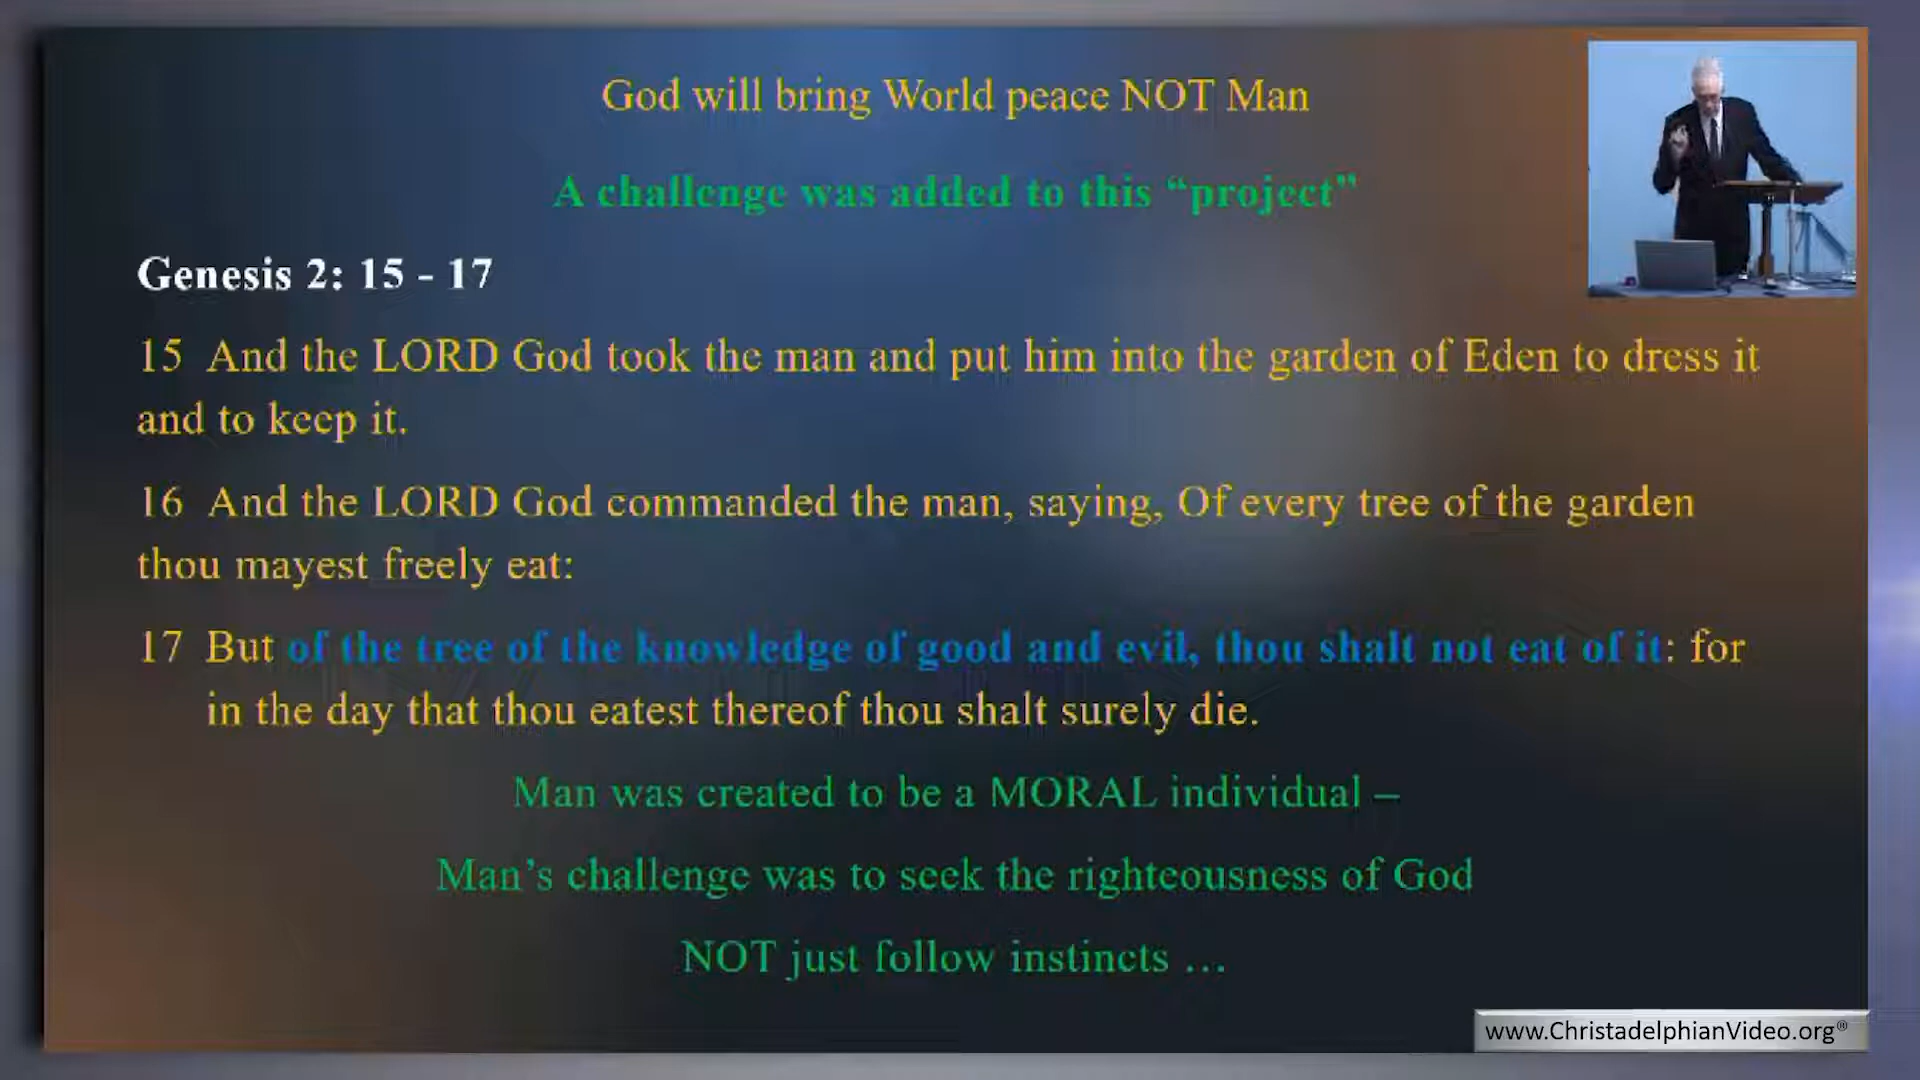 God will bring World peace NOT Man
A challenge was added to this “project”
Genesis 2: 15 - 17
15 And the LORD God took the man and put him into the garden of Eden to dress it
and to keep it.
16 And the LORD God commanded the man, saying, Of every tree of the garden
thou mayest freely eat:
17 But of the tree of the knowledge of good and evil, thou shalt not eat of it: for
in the day that thou eatest thereof thou shalt surely die.
Man was created to be a MORAL individual –
Man’s challenge was to seek the righteousness of God
NOT just follow instincts …
www.ChristadelphianVideo.org®